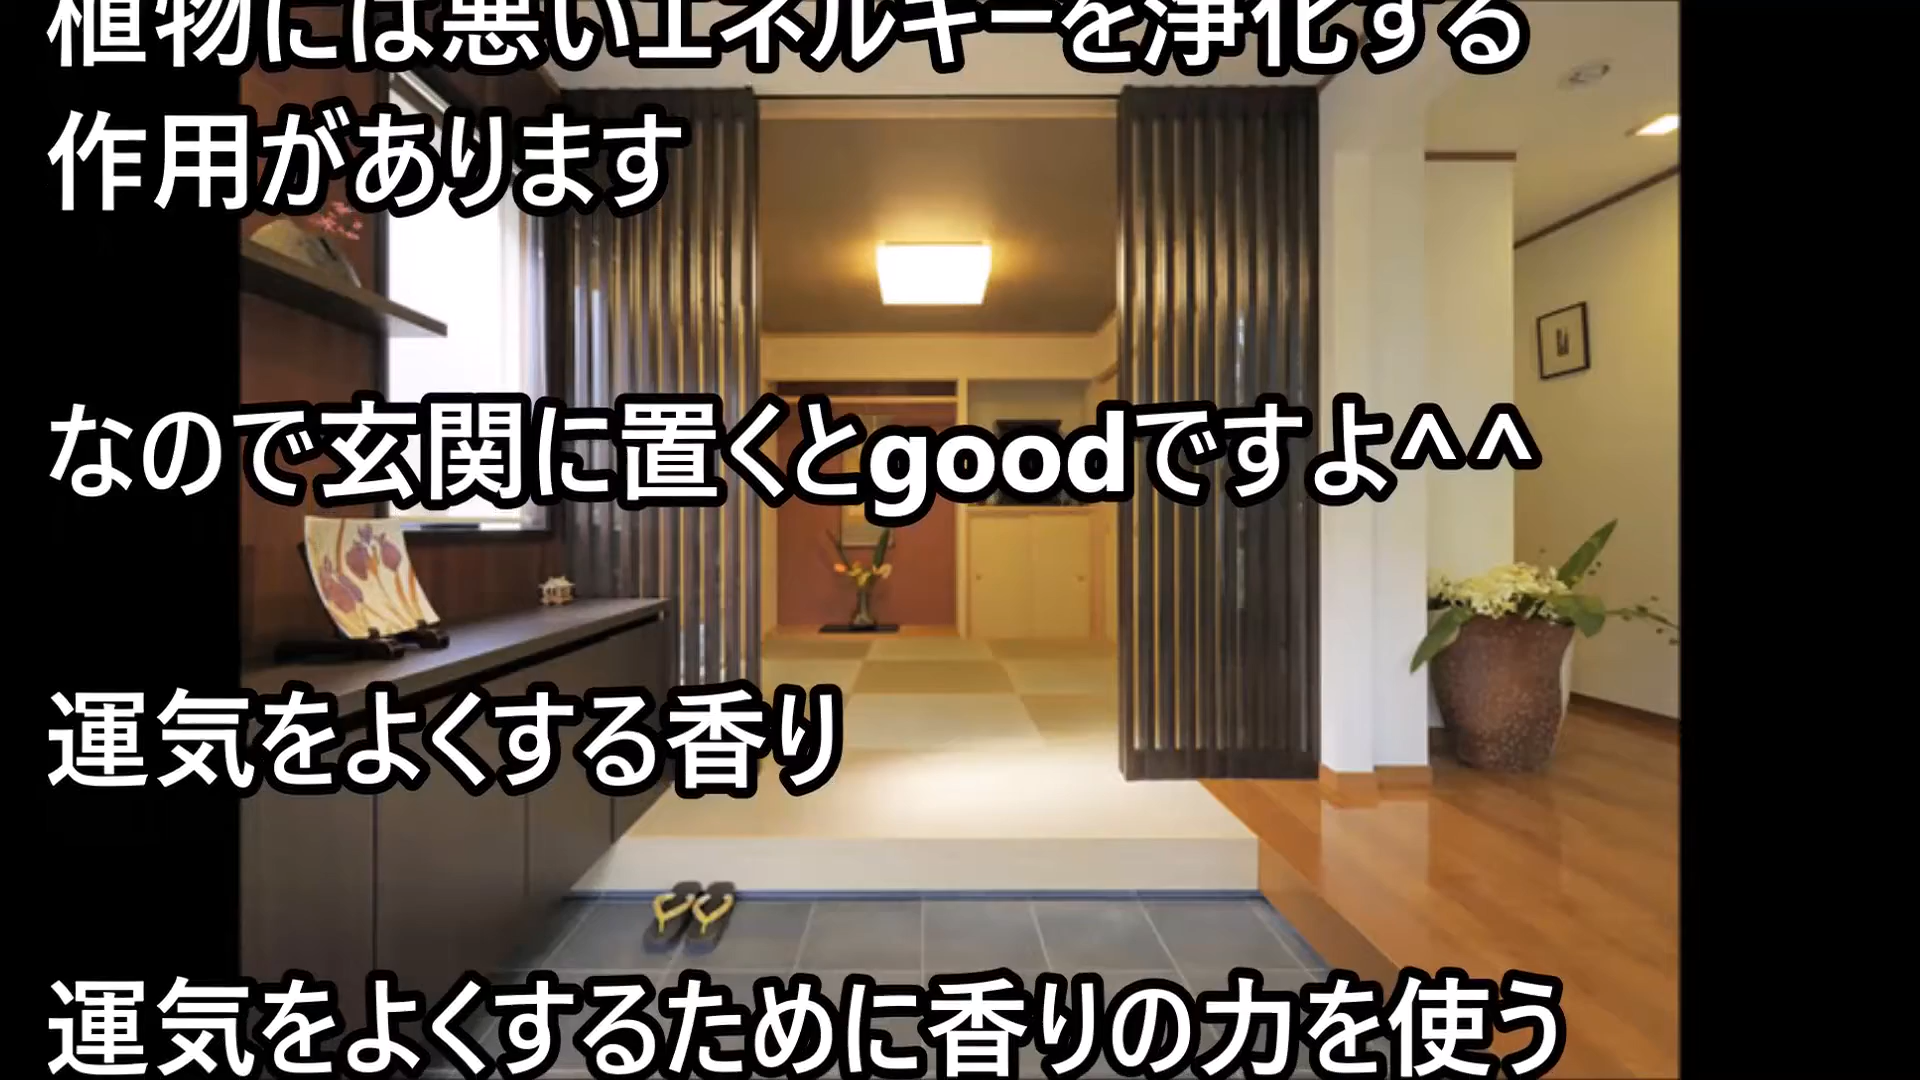 植物には悪いエネルギーを浄化する
作用があります
なので玄関に置くとgoodですよ^^
運気をよくする香り
運気をよくするために香りの力を使う